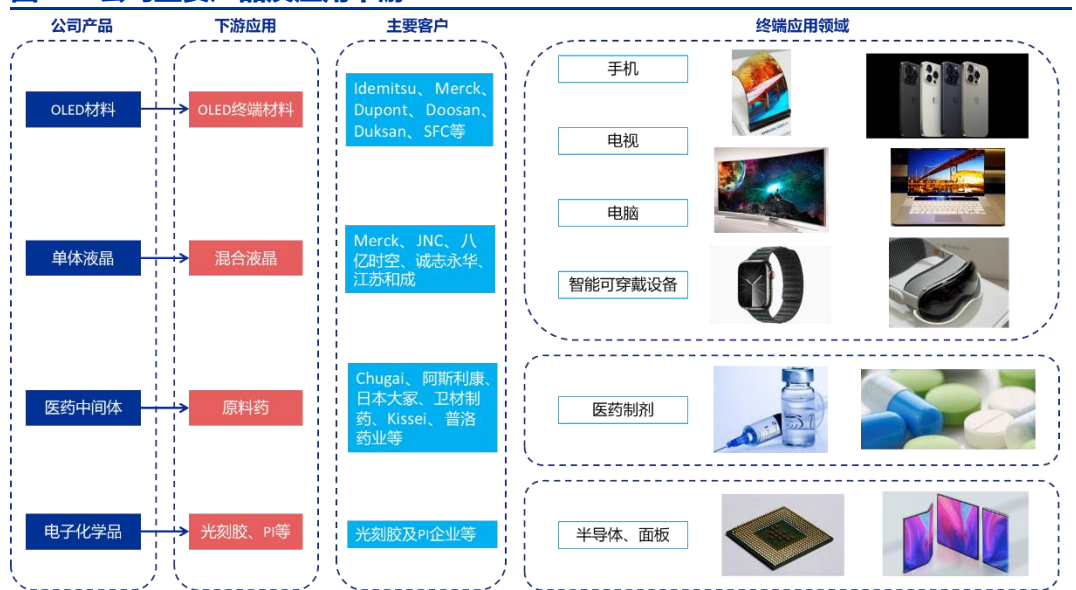 公司产品
下游应用
主要客户
终端应用领域
OLED材料
OLED终端材料
Idemitsu、Merck、
Dupont、Doosan、
Duksan、SFC等
手机
电视
电脑
智能可穿戴设备
单体液晶
混合液晶
Merck、JNC、八
亿时空、诚志永华、
江苏和成
医药中间体
原料药
Chugai、阿斯利康、
日本大冢、卫材制
药、Kissei、普洛
药业等
医药制剂
电子化学品
光刻胶、PI等
光刻胶及PI企业等
半导体、面板